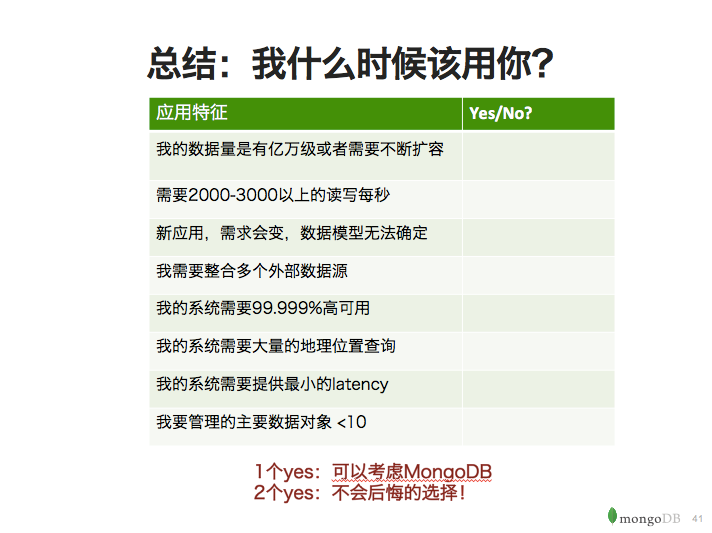 总结：我什么时候该用你？
应用特征 Yes/No?
我的数据量是有亿万级或者需要不断扩容
需要2000-3000以上的读写每秒
新应用，需求会变，数据模型无法确定
我需要整合多个外部数据源
我的系统需要99.999%高可用
我的系统需要大量的地理位置查询
我的系统需要提供最小的latency
我要管理的主要数据对象 <10
1个yes：可以考虑MongoDB
2个yes：不会后悔的选择！
mongoDB 41